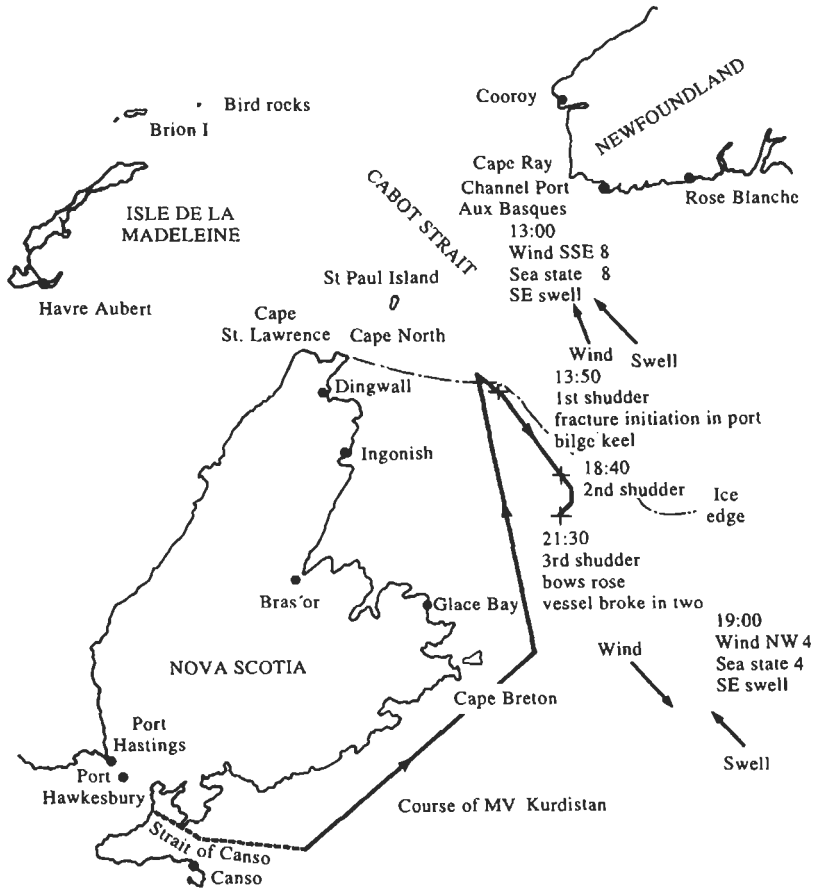 Cooroy
NEWFOUNDLAND
Bird rocks
Brion I
Cape Ray
Channel Port
Aux Basques
Rose Blanche
CABOT STRAIT
ISLE DE LA
MADELEINE
13:00
Wind SSE 8
Sea state 8
SE swell
St Paul Island
Havre Aubert
Cape
St. Lawrence
Cape North
Wind
Swell
13:50
1st shudder
fracture initiation in port
bilge keel
Dingwall
Ingonish
18:40
2nd shudder
Ice
edge
21:30
3rd shudder
bows rose
vessel broke in two
Bras'or
Glace Bay
19:00
Wind NW 4
Sea state 4
SE swell
Wind
NOVA SCOTIA
Cape Breton
Port
Hastings
Swell
Port
Hawkesbury
Course of MV Kurdistan
Strait of Canso
Canso